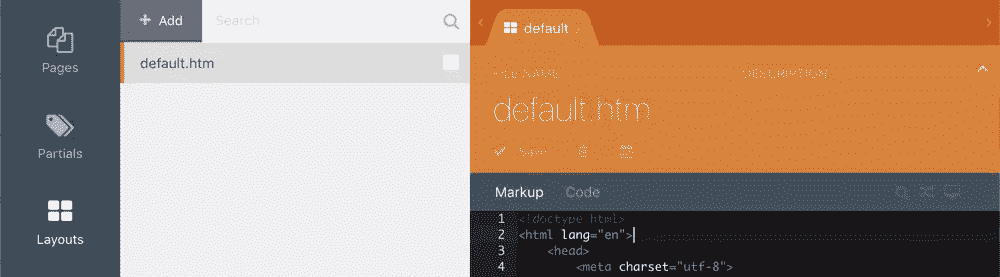 Pages
Partials
Layouts
Add
Search
default.htm
default
FILE NAME
DESCRIPTION
default.htm
Save
Markup
Code
1 <!doctype html>
2 <html lang="en">
3 <head>
4 <meta charset="utf-8">